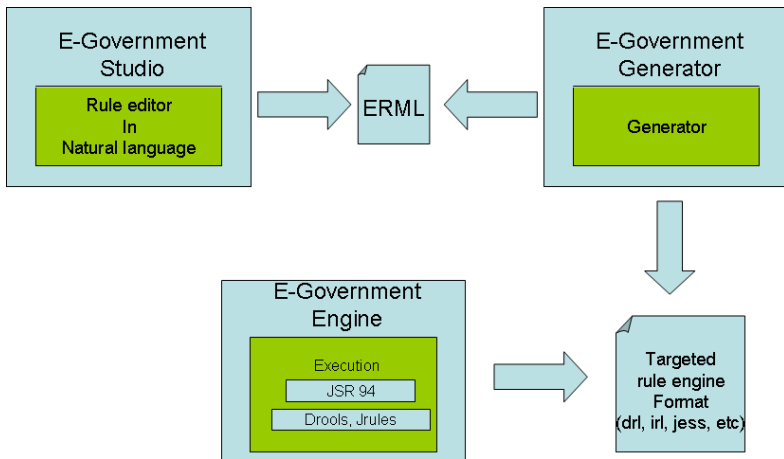 E-Government
Studio
Rule editor
In
Natural language
ERML
E-Government
Generator
Generator
E-Government
Engine
Execution
JSR 94
Drools, Jrules
Targeted
rule engine
Format
(drl, irl, jess, etc)